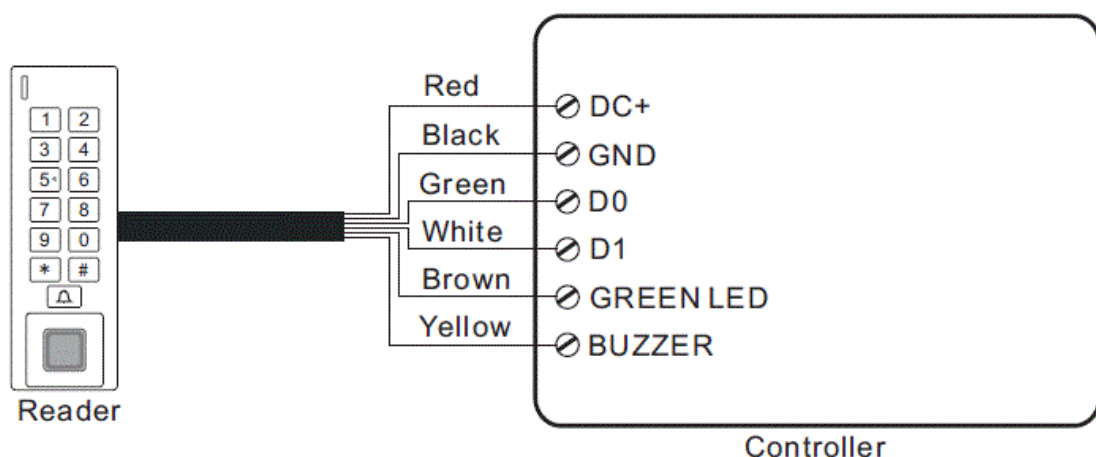 Red
DC+
Black
GND
Green
D0
White
D1
Brown
GREEN LED
Yellow
BUZZER
1 2
3 4
5 6
7 8
9 0
* #
Reader
Controller